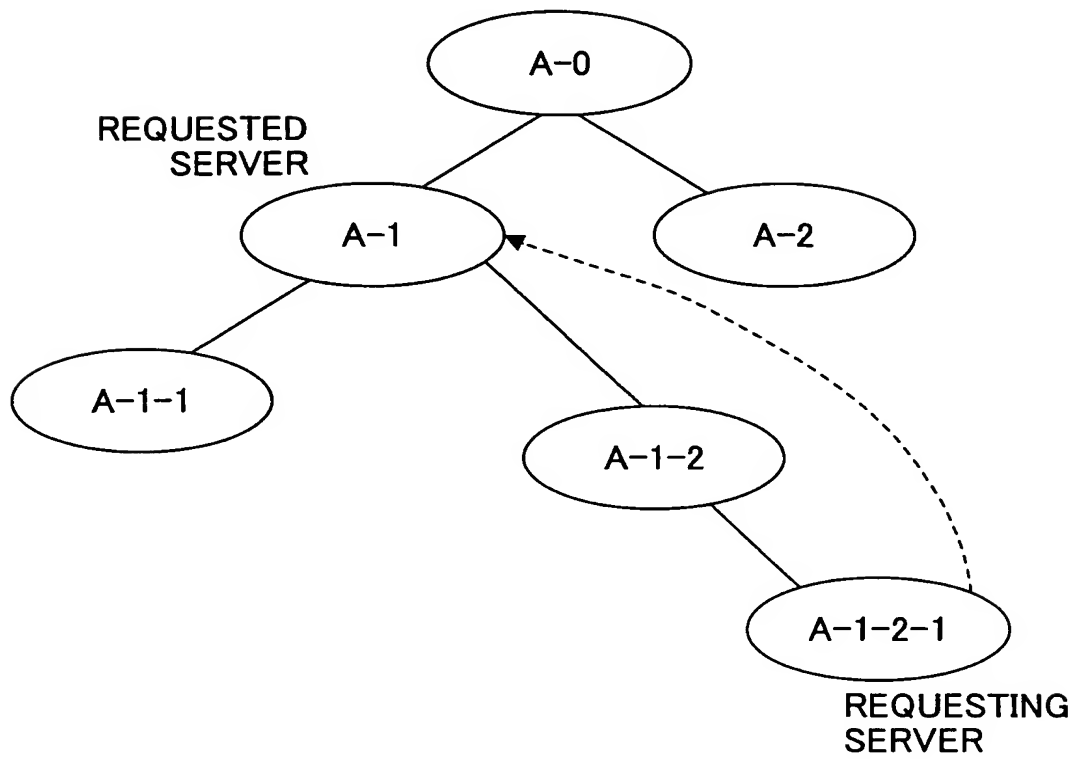 A-0
REQUESTED
SERVER
A-1
A-2
A-1-1
A-1-2
A-1-2-1
REQUESTING
SERVER